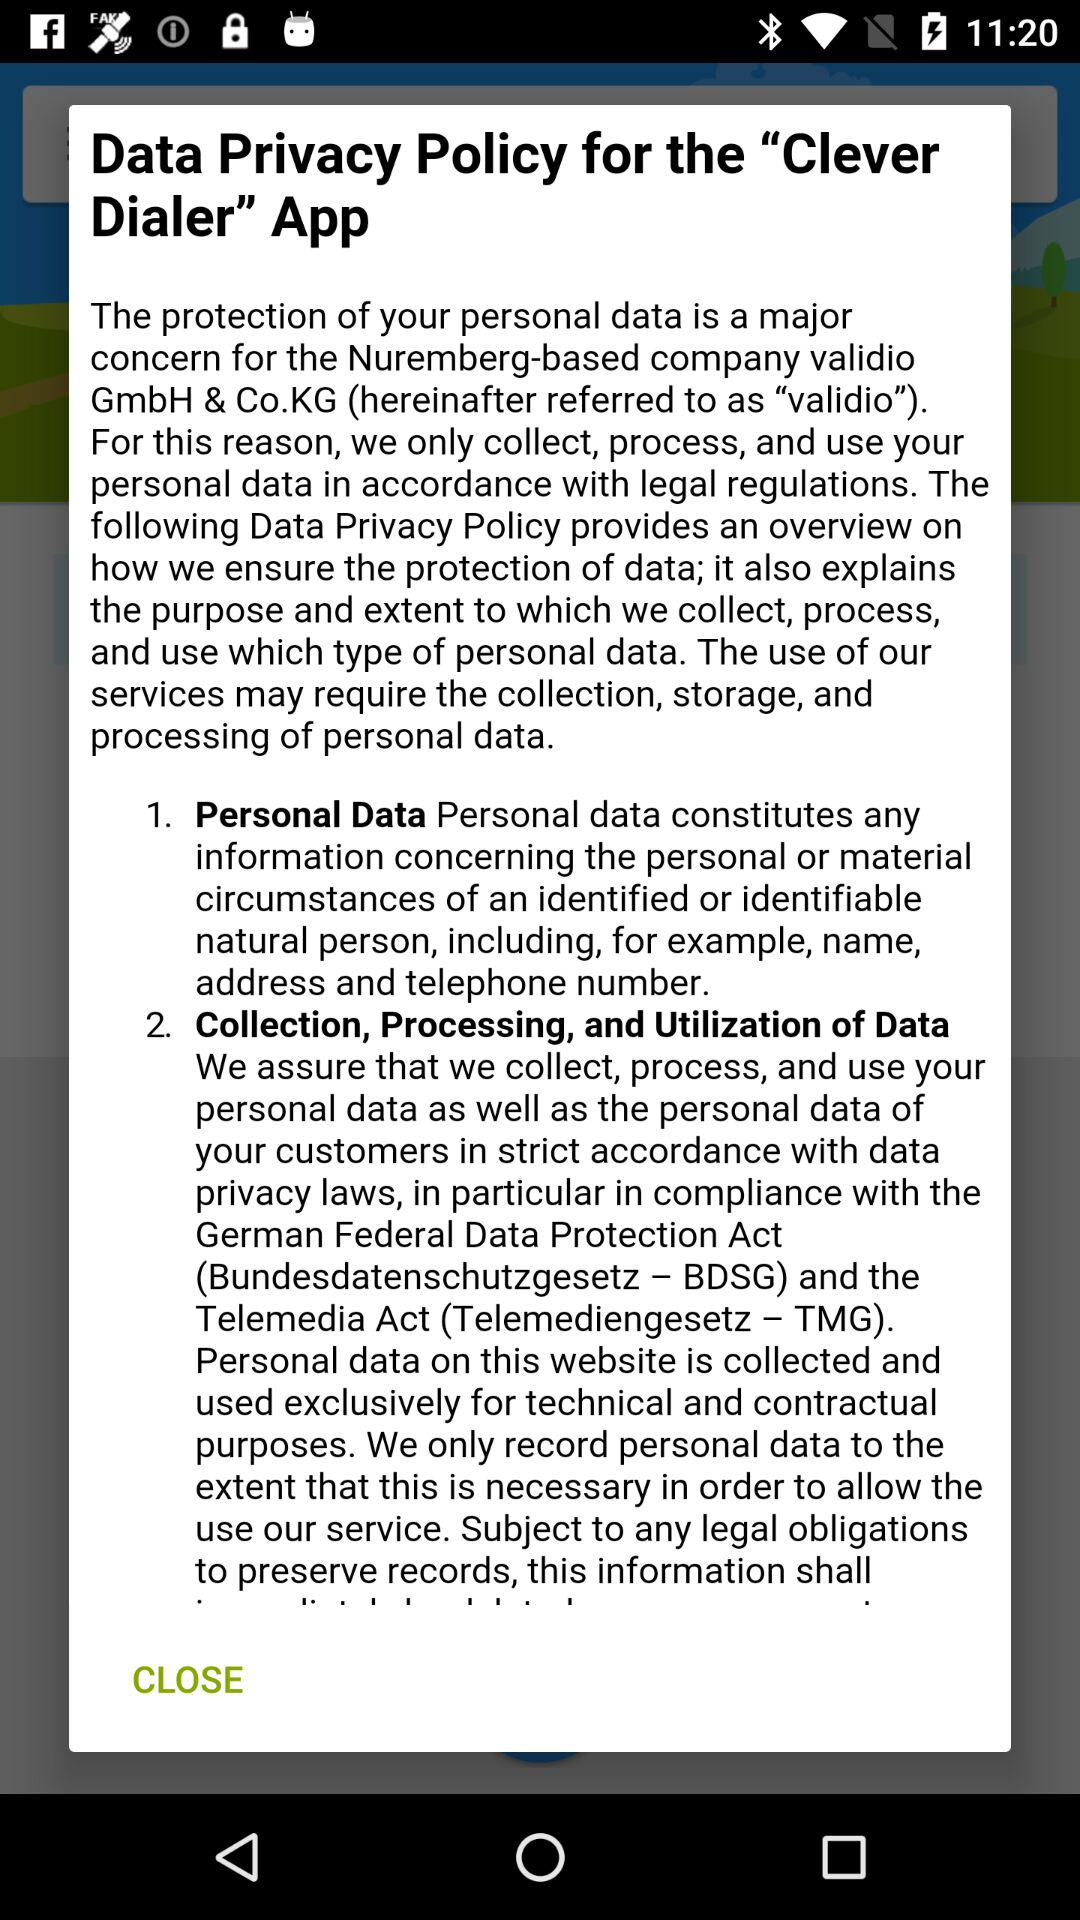 FAKE
11:20
Data Privacy Policy for the “Clever
Dialer” App
The protection of your personal data is a major
concern for the Nuremberg-based company validio
GmbH & Co.KG (hereinafter referred to as “validio”).
For this reason, we only collect, process, and use your
personal data in accordance with legal regulations. The
following Data Privacy Policy provides an overview on
how we ensure the protection of data; it also explains
the purpose and extent to which we collect, process,
and use which type of personal data. The use of our
services may require the collection, storage, and
processing of personal data.
1. Personal Data Personal data constitutes any
information concerning the personal or material
circumstances of an identified or identifiable
natural person, including, for example, name,
address and telephone number.
2. Collection, Processing, and Utilization of Data
We assure that we collect, process, and use your
personal data as well as the personal data of
your customers in strict accordance with data
privacy laws, in particular in compliance with the
German Federal Data Protection Act
(Bundesdatenschutzgesetz – BDSG) and the
Telemedia Act (Telemediengesetz – TMG).
Personal data on this website is collected and
used exclusively for technical and contractual
purposes. We only record personal data to the
extent that this is necessary in order to allow the
use our service. Subject to any legal obligations
to preserve records, this information shall
CLOSE